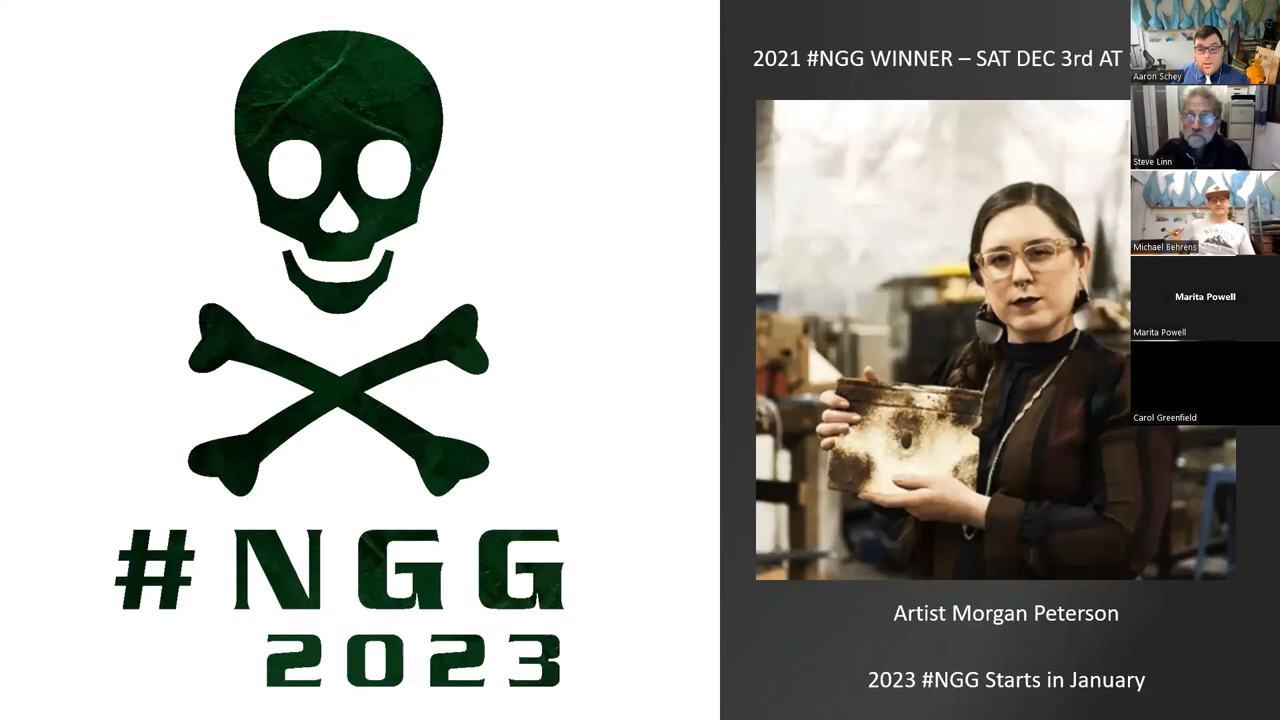 #NGG
2023
2021 #NGG WINNER – SAT DEC 3rd AT
Artist Morgan Peterson
2023 #NGG Starts in January
Aaron Schey
Steve Linn
Michael Behrens
Marita Powell
Marita Powell
Carol Greenfield